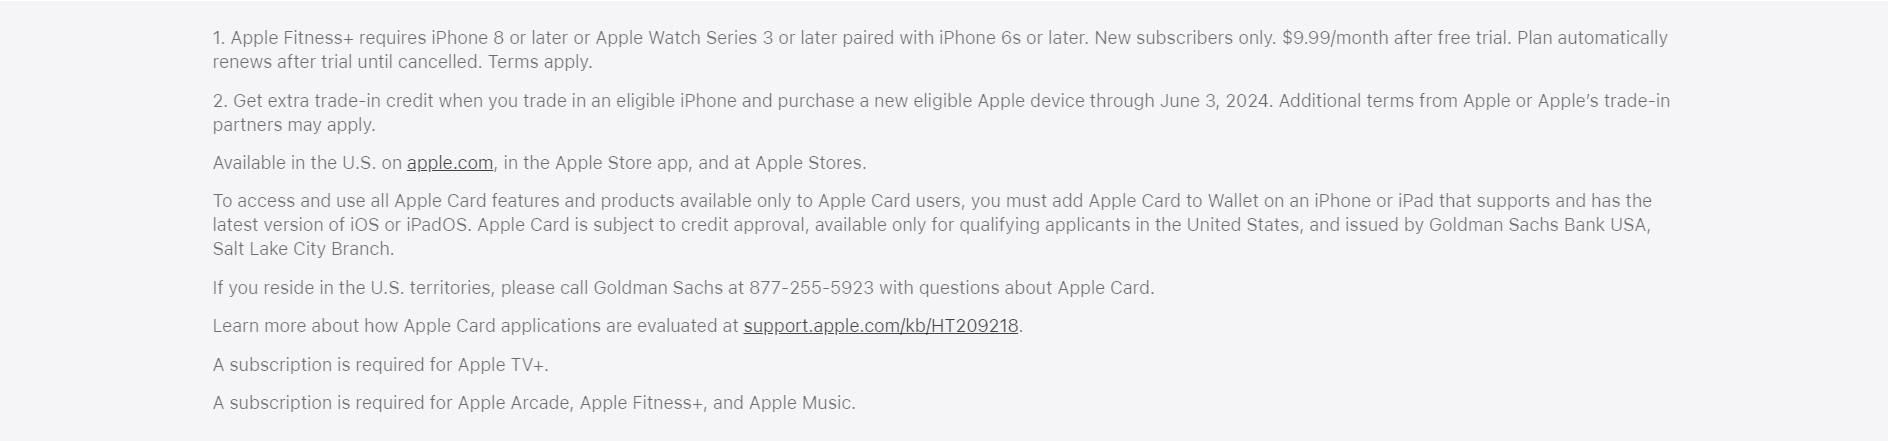 1. Apple Fitness+ requires iPhone 8 or later or Apple Watch Series 3 or later paired with iPhone 6s or later. New subscribers only. $9.99/month after free trial. Plan automatically
renews after trial until cancelled. Terms apply.
2. Get extra trade-in credit when you trade in an eligible iPhone and purchase a new eligible Apple device through June 3, 2024. Additional terms from Apple or Apple’s trade-in
partners may apply.
Available in the U.S. on apple.com, in the Apple Store app, and at Apple Stores.
To access and use all Apple Card features and products available only to Apple Card users, you must add Apple Card to Wallet on an iPhone or iPad that supports and has the
latest version of iOS or iPadOS. Apple Card is subject to credit approval, available only for qualifying applicants in the United States, and issued by Goldman Sachs Bank USA,
Salt Lake City Branch.
If you reside in the U.S. territories, please call Goldman Sachs at 877-255-5923 with questions about Apple Card.
Learn more about how Apple Card applications are evaluated at support.apple.com/kb/HT209218.
A subscription is required for Apple TV+.
A subscription is required for Apple Arcade, Apple Fitness+, and Apple Music.